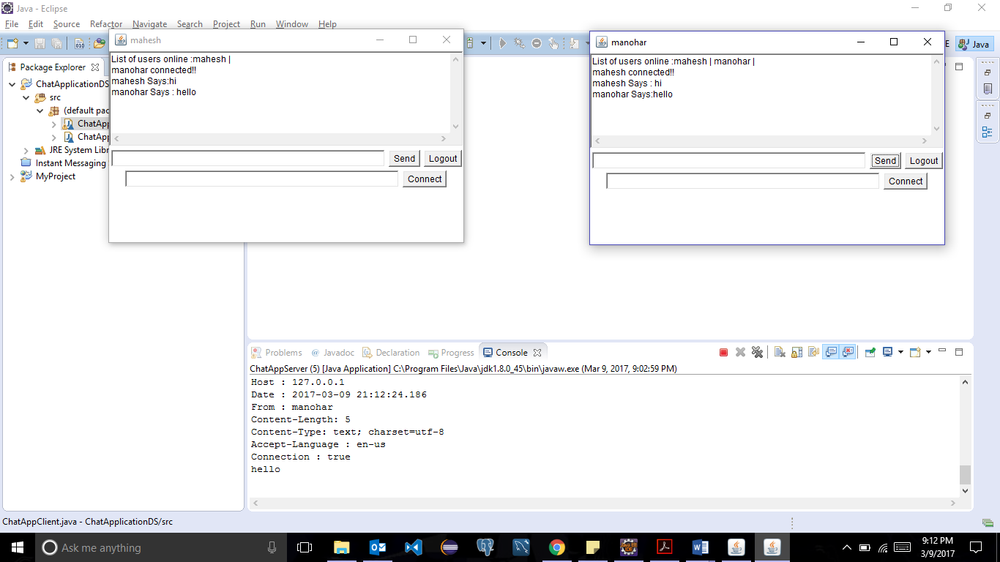 Java - Eclipse
File Edit Source Refactor Navigate Search Project Run Window Help
Java
Package Explorer
ChatApplicationDS
src
(default pac
ChatApp
ChatApp
JRE System Libr
Instant Messaging
MyProject
mahesh
List of users online :mahesh |
manohar connected!!
mahesh Says:hi
manohar Says : hello
Send Logout
Connect
manohar
List of users online :mahesh | manohar |
mahesh connected!!
mahesh Says : hi
manohar Says:hello
Send Logout
Connect
Problems @ Javadoc Declaration Progress Console
ChatAppServer (5) [Java Application] C:\Program Files\Java\jdk1.8.0_45\bin\javaw.exe (Mar 9, 2017, 9:02:59 PM)
Host : 127.0.0.1
Date : 2017-03-09 21:12:24.186
From : manohar
Content-Length: 5
Content-Type: text; charset=utf-8
Accept-Language : en-us
Connection : true
hello
ChatAppClient.java - ChatApplicationDS/src
Ask me anything
9:12 PM
3/9/2017